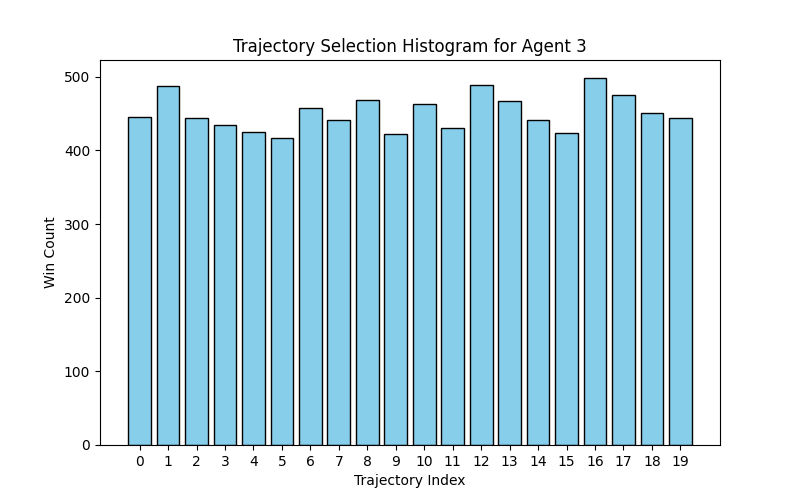 Trajectory Selection Histogram for Agent 3
500
400
300
200
100
0
Win Count
0 1 2 3 4 5 6 7 8 9 10 11 12 13 14 15 16 17 18 19
Trajectory Index